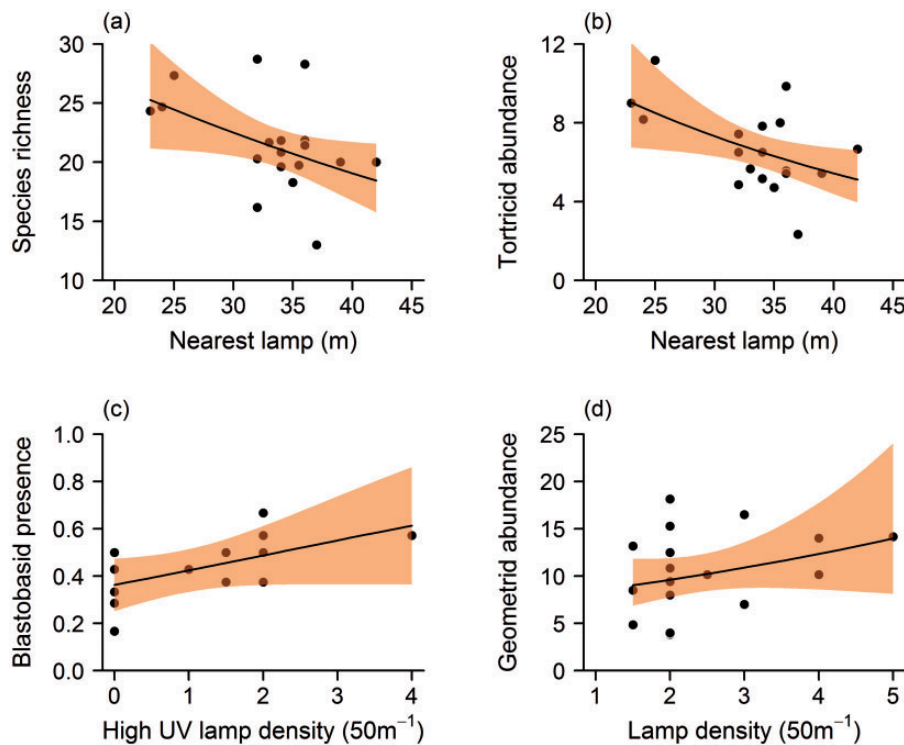 (a)
Species richness
30
25
20
15
10
20 25 30 35 40 45
Nearest lamp (m)
(b)
Tortricid abundance
12
8
4
0
20 25 30 35 40 45
Nearest lamp (m)
(c)
Blastobasid presence
1.0
0.8
0.6
0.4
0.2
0.0
0 1 2 3 4
High UV lamp density (50m⁻¹)
(d)
Geometrid abundance
25
20
15
10
5
0
1 2 3 4 5
Lamp density (50m⁻¹)